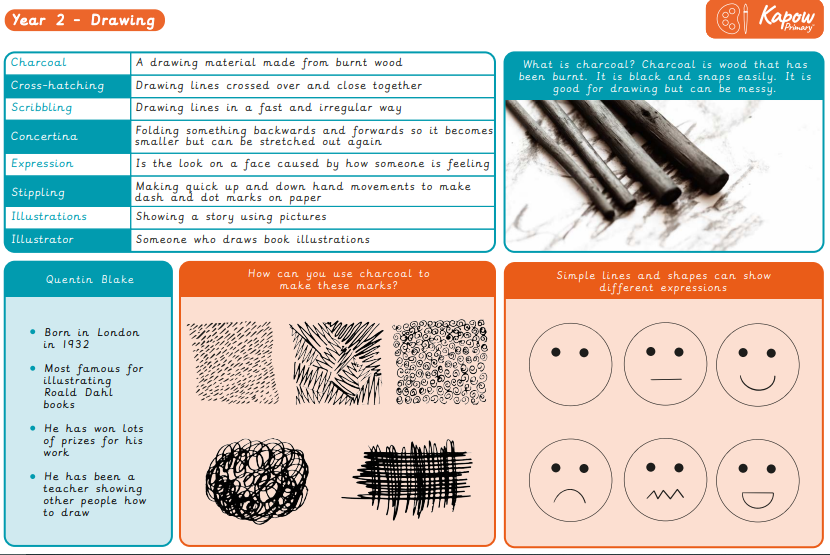 Year 2 - Drawing
Kapow
Primary
Charcoal
A drawing material made from burnt wood
Cross-hatching
Drawing lines crossed over and close together
Scribbling
Drawing lines in a fast and irregular way
Concertina
Folding something backwards and forwards so it becomes
smaller but can be stretched out again
Expression
Is the look on a face caused by how someone is feeling
Stippling
Making quick up and down hand movements to make
dash and dot marks on paper
Illustrations
Showing a story using pictures
Illustrator
Someone who draws book illustrations
What is charcoal? Charcoal is wood that has
been burnt. It is black and snaps easily. It is
good for drawing but can be messy.
Quentin Blake
• Born in London
in 1932
• Most famous for
illustrating
Roald Dahl
books
• He has won lots
of prizes for his
work
• He has been a
teacher showing
other people how
to draw
How can you use charcoal to
make these marks?
Simple lines and shapes can show
different expressions